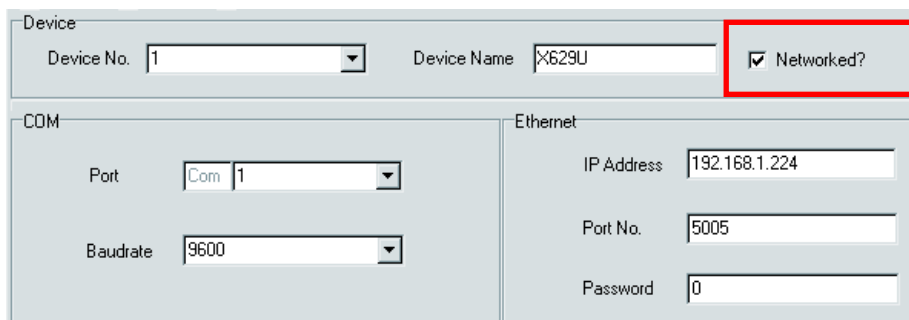 Device
Device No. 1 Device Name X629U Networked?
COM
Port Com 1
Baudrate 9600
Ethernet
IP Address 192.168.1.224
Port No. 5005
Password 0